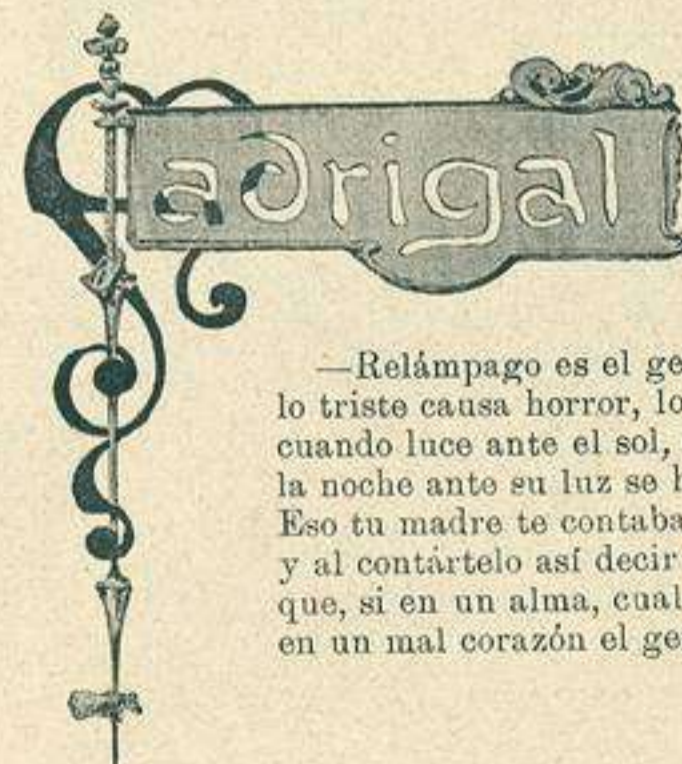 Madrigal
—Relámpago es el ge
lo triste causa horror, lo
cuando luce ante el sol,
la noche ante su luz se h
Eso tu madre te contaba
y al contártelo así decir
que, si en un alma, cual
en un mal corazón el ge